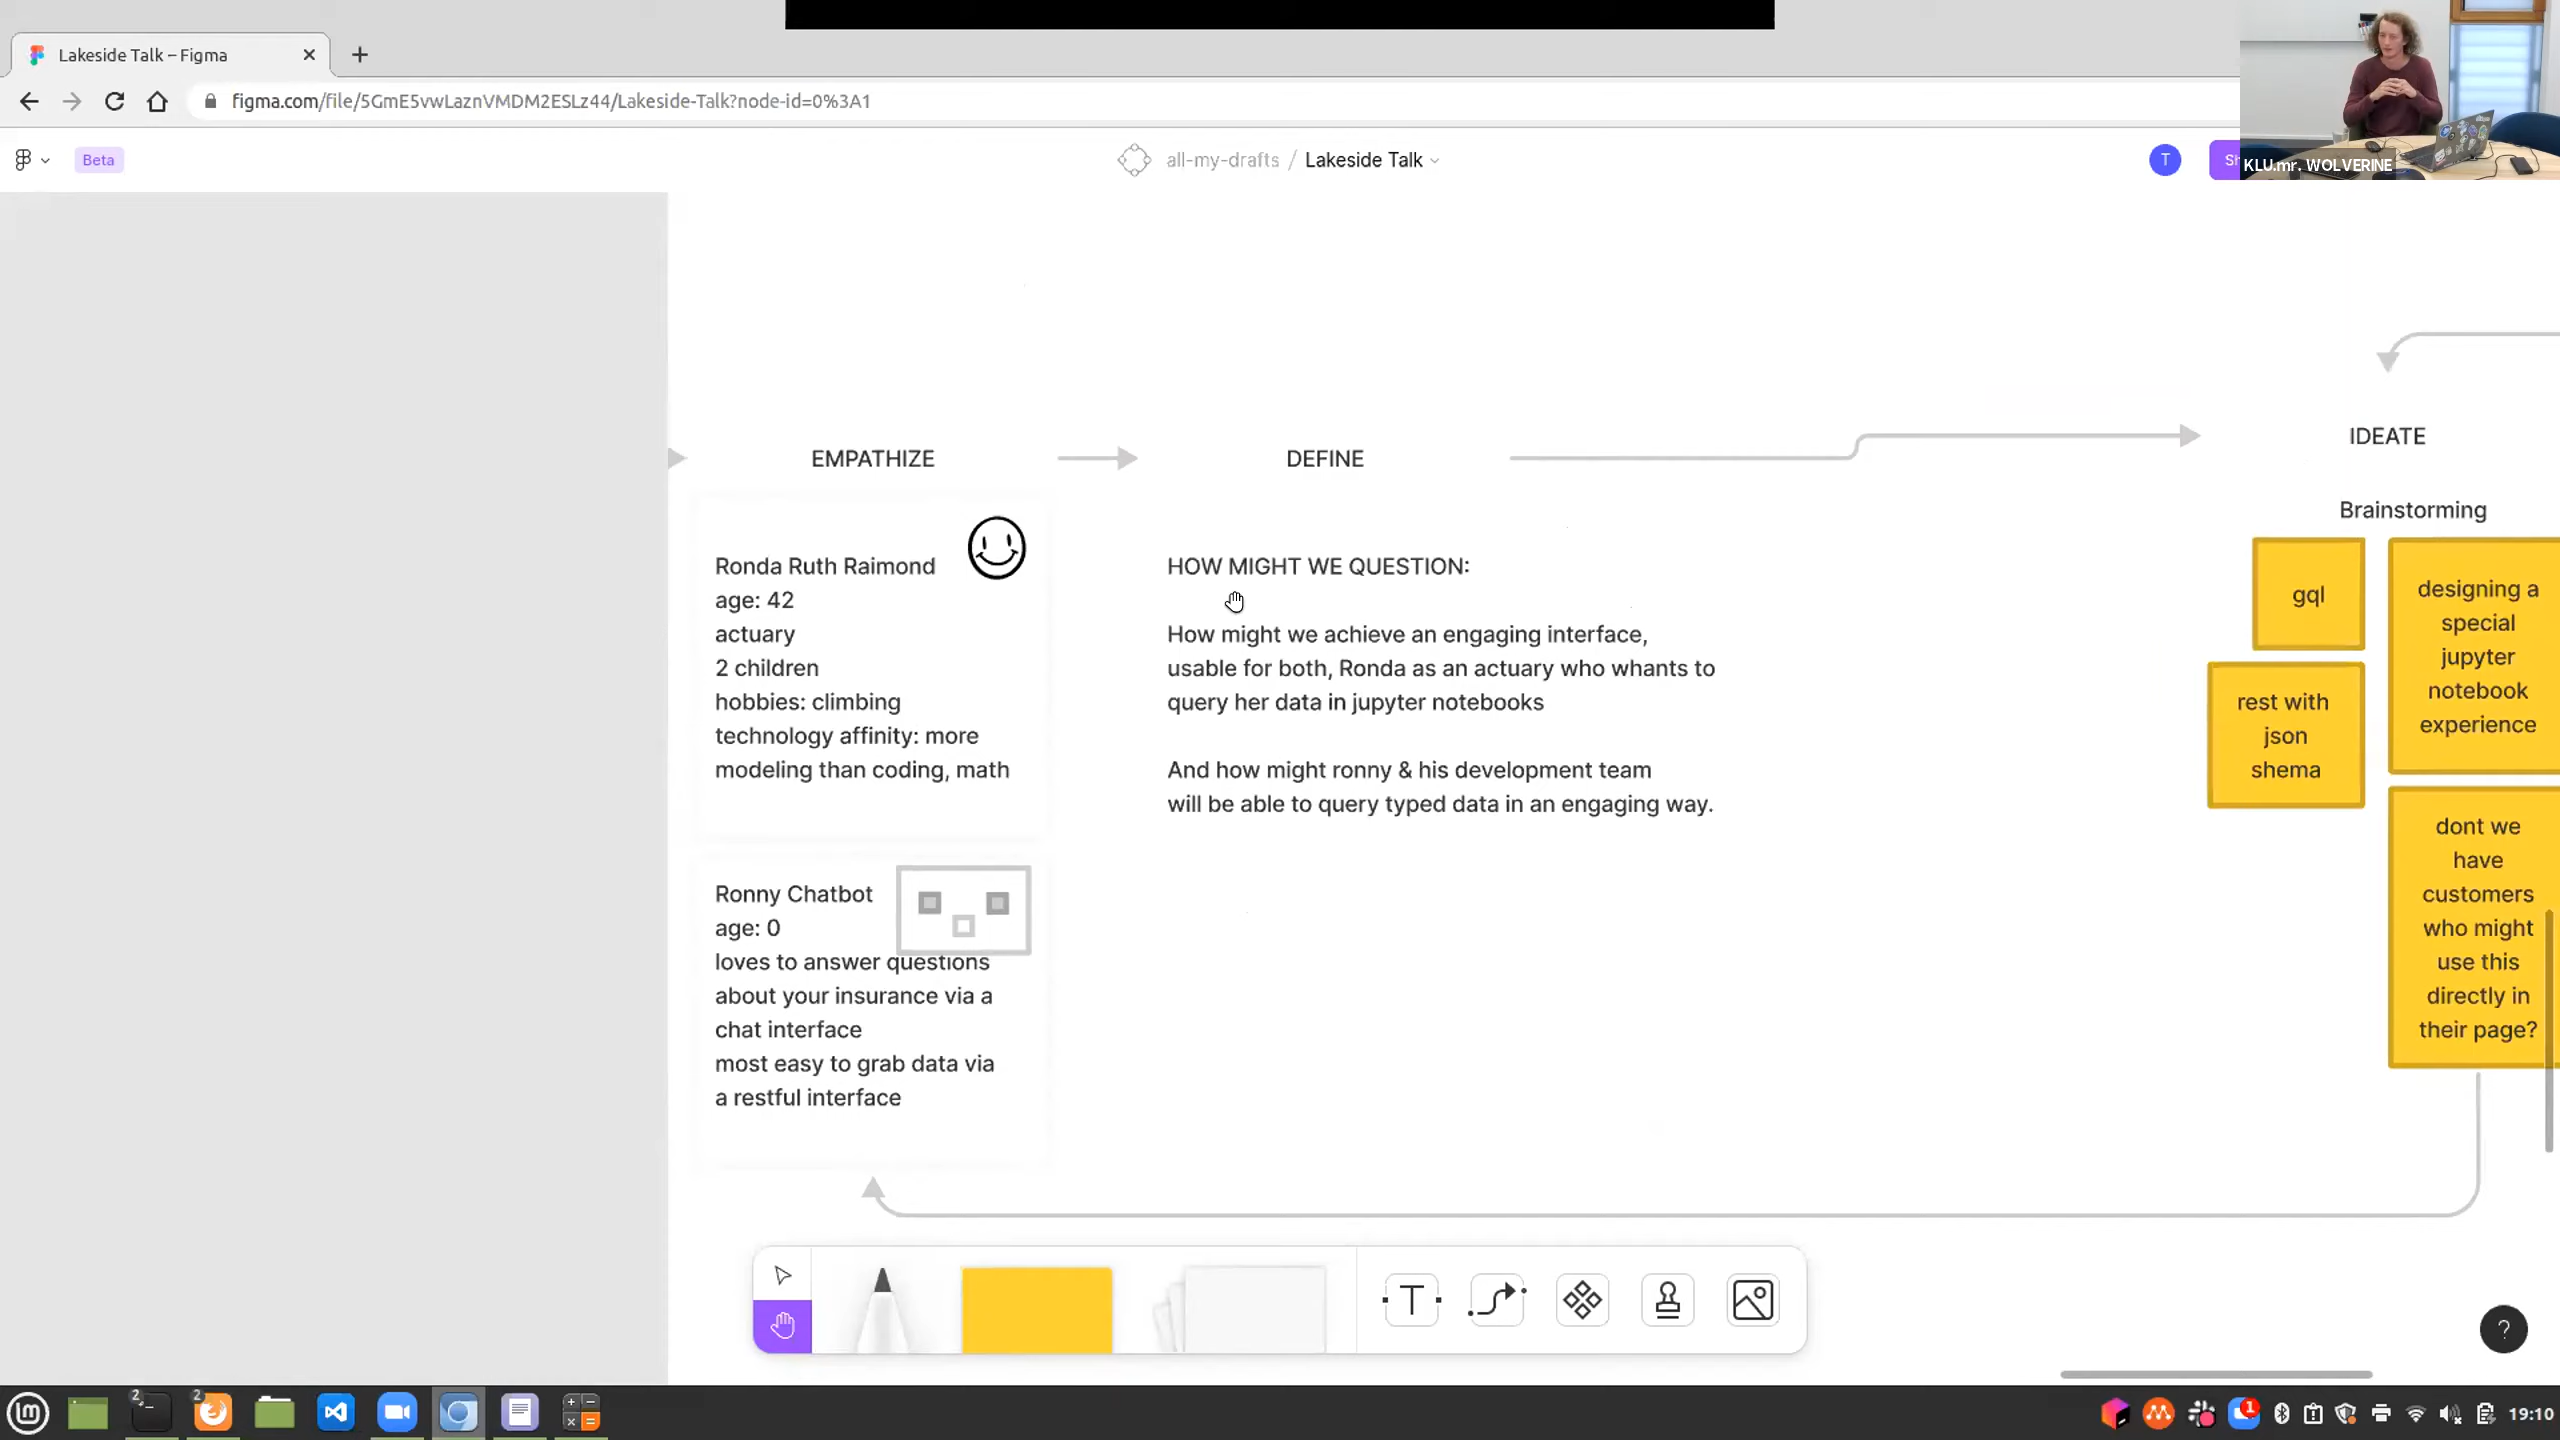 Lakeside Talk – Figma
figma.com/file/5GmE5vwLaznVMDM2ESLz44/Lakeside-Talk?node-id=0%3A1
Beta
all-my-drafts / Lakeside Talk
T
Sh
KLU.mr. WOLVERINE
EMPATHIZE
DEFINE
IDEATE
Ronda Ruth Raimond
age: 42
actuary
2 children
hobbies: climbing
technology affinity: more
modeling than coding, math
Ronny Chatbot
age: 0
loves to answer questions
about your insurance via a
chat interface
most easy to grab data via
a restful interface
HOW MIGHT WE QUESTION:
How might we achieve an engaging interface,
usable for both, Ronda as an actuary who whants to
query her data in jupyter notebooks
And how might ronny & his development team
will be able to query typed data in an engaging way.
Brainstorming
gql
rest with
json
shema
designing a
special
jupyter
notebook
experience
dont we
have
customers
who might
use this
directly in
their page?
T
?
2
2
1
19:10